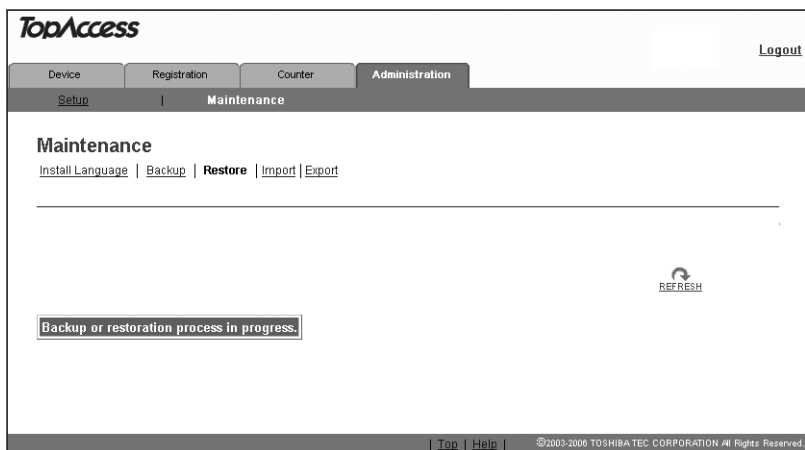 TopAccess
Logout
Device Registration Counter Administration
Setup | Maintenance
Maintenance
Install Language | Backup | Restore | Import | Export
REFRESH
Backup or restoration process in progress.
| Top | Help | ©2003-2006 TOSHIBA TEC CORPORATION All Rights Reserved.